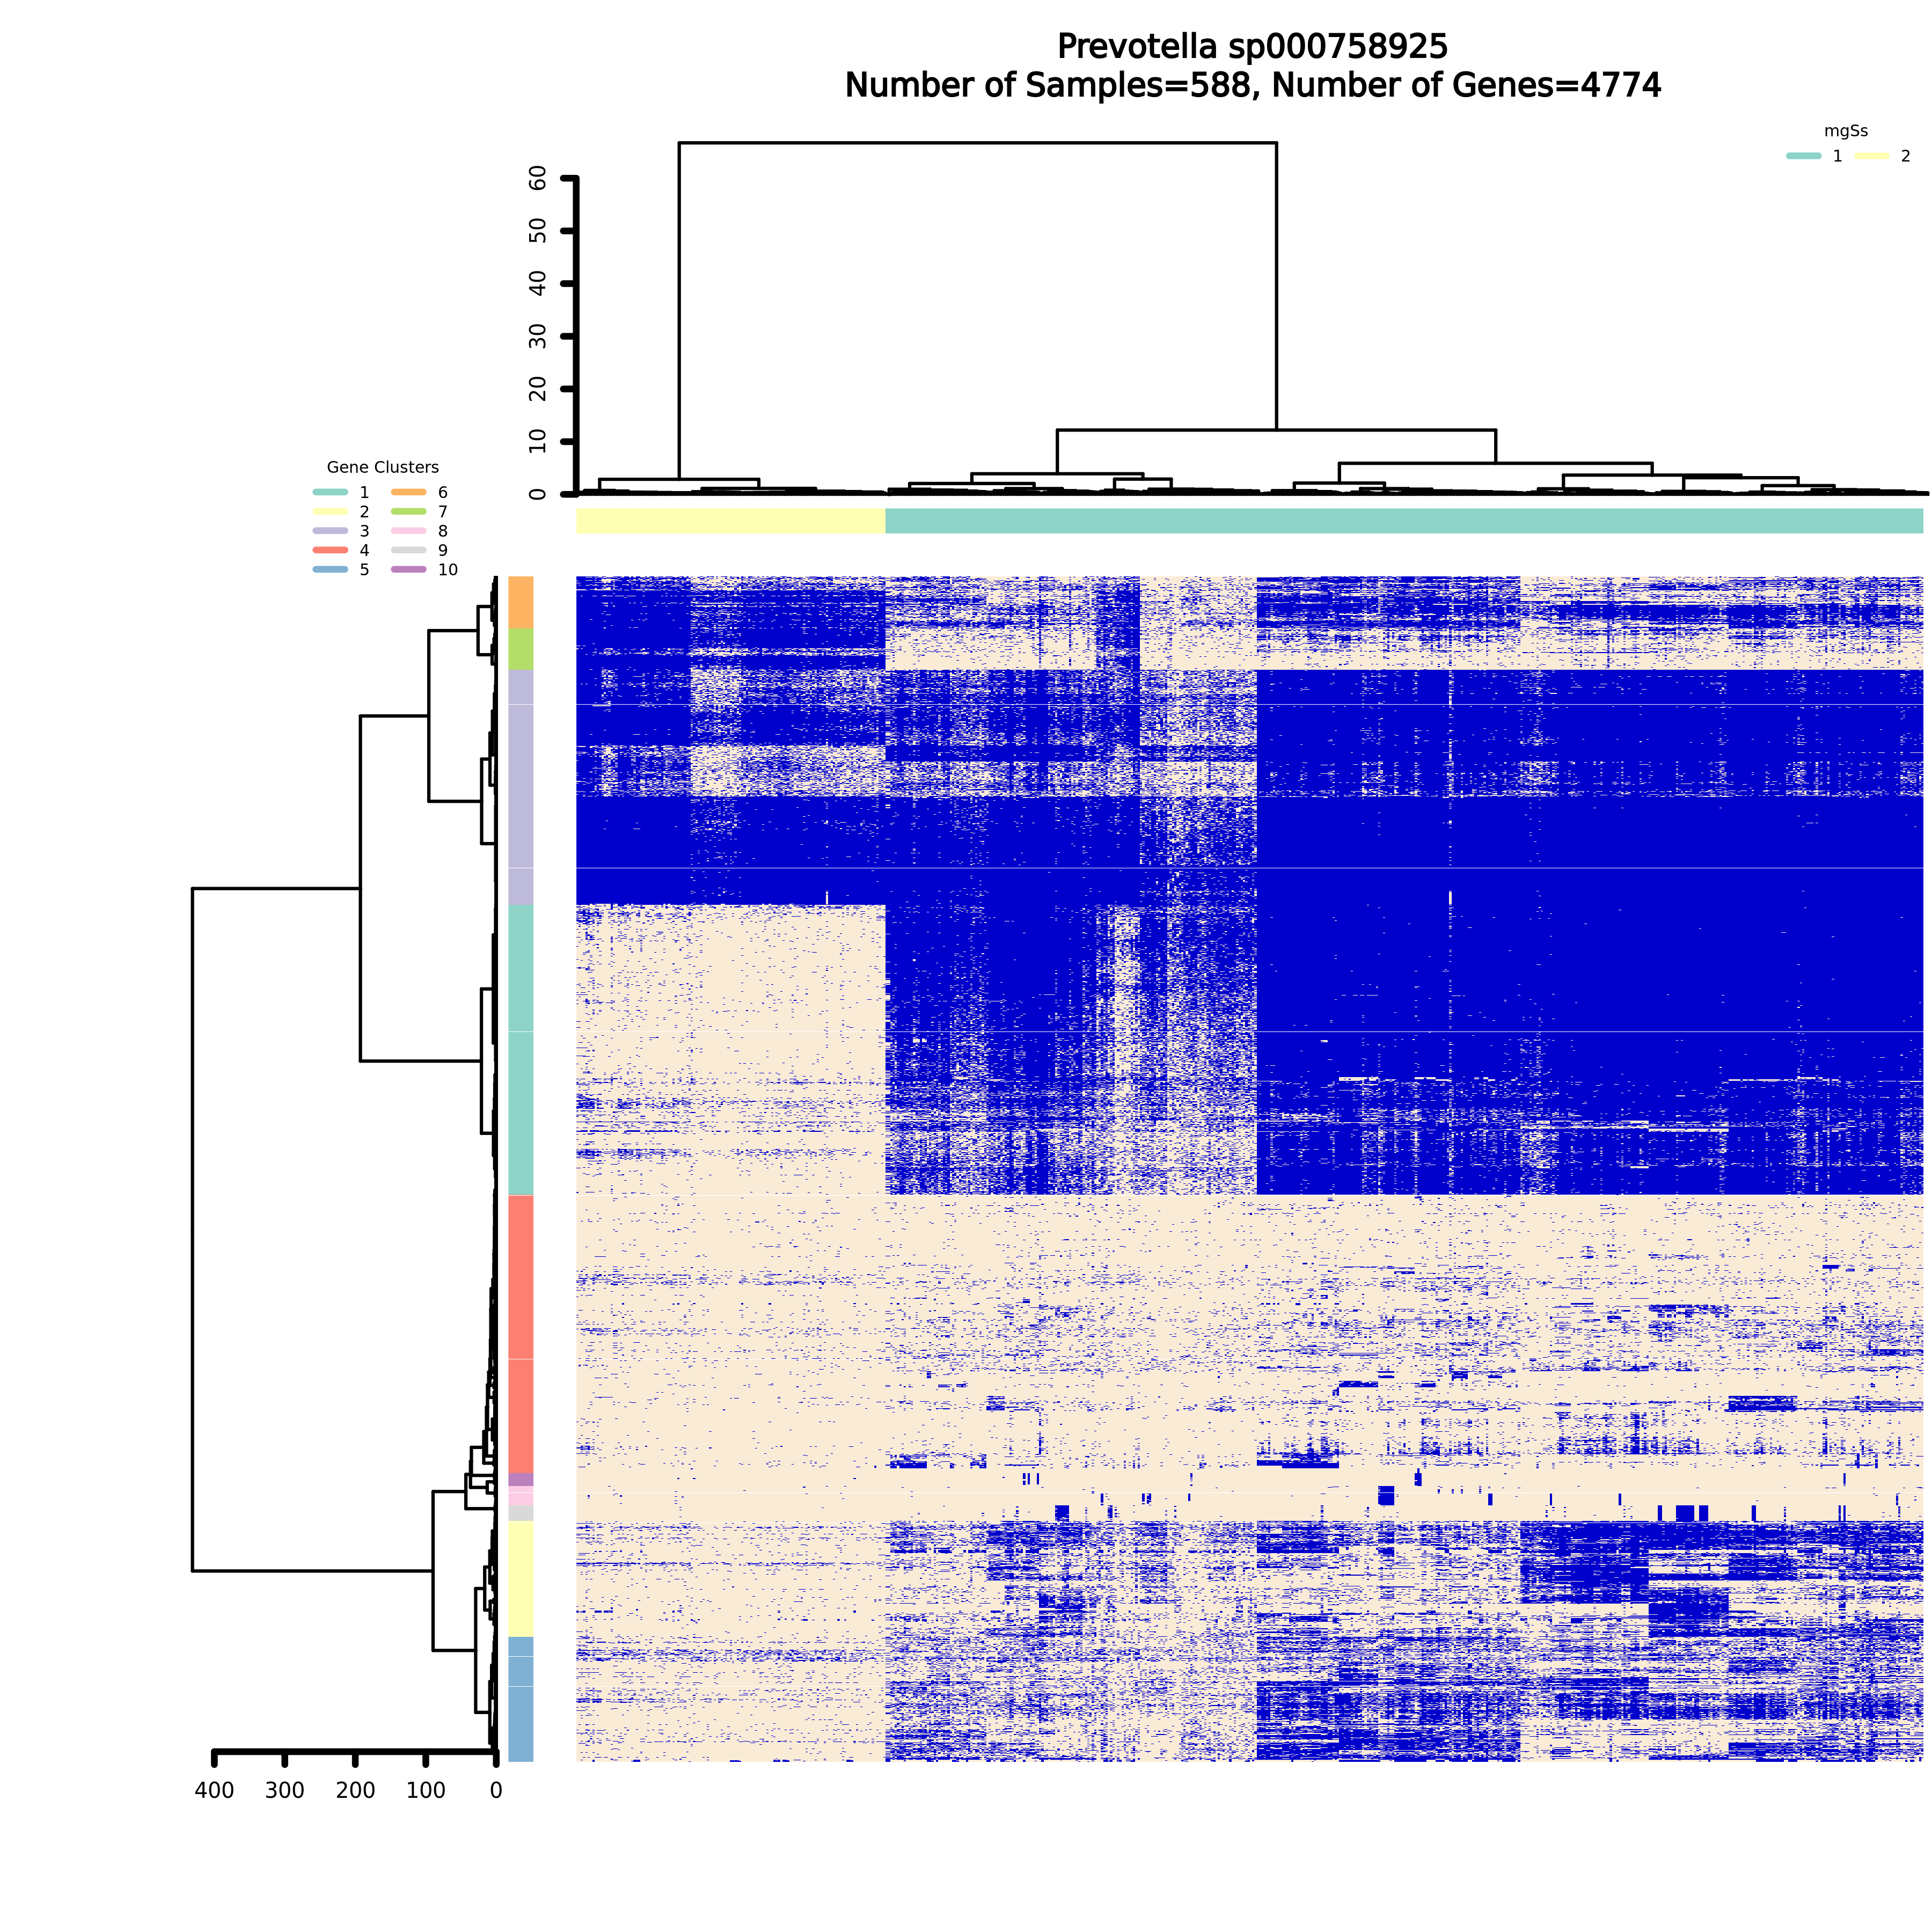 Prevotella sp000758925
Number of Samples=588, Number of Genes=4774
mgSs
1 2
60
50
40
30
20
10
0
Gene Clusters
1 6
2 7
3 8
4 9
5 10
400 300 200 100 0